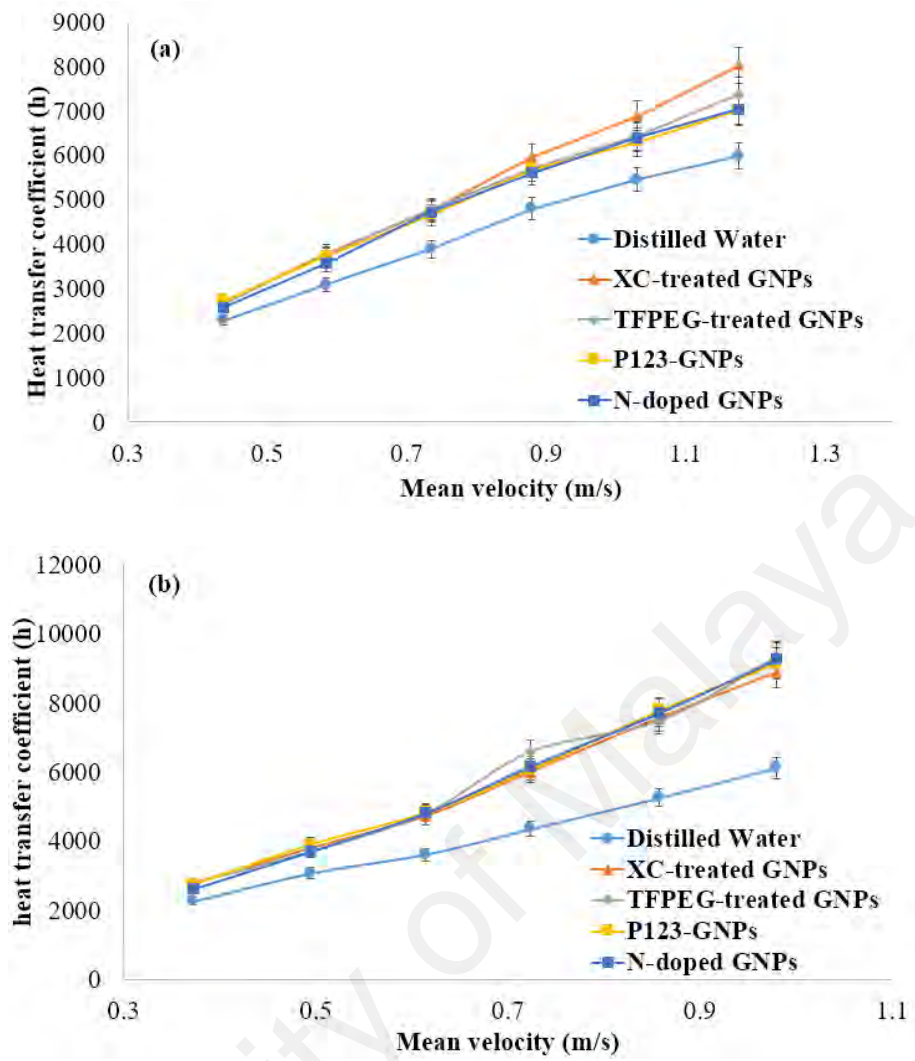 9000
(a)
8000
7000
6000
5000
4000
3000
2000
1000
0
Heat transfer coefficient (h)
Distilled Water
XC-treated GNPs
TFPEG-treated GNPs
P123-GNPs
N-doped GNPs
0.3 0.5 0.7 0.9 1.1 1.3
Mean velocity (m/s)
12000
(b)
10000
8000
6000
4000
2000
0
heat transfer coefficient (h)
Distilled Water
XC-treated GNPs
TFPEG-treated GNPs
P123-GNPs
N-doped GNPs
0.3 0.5 0.7 0.9 1.1
Mean velocity (m/s)
ity of Malaya